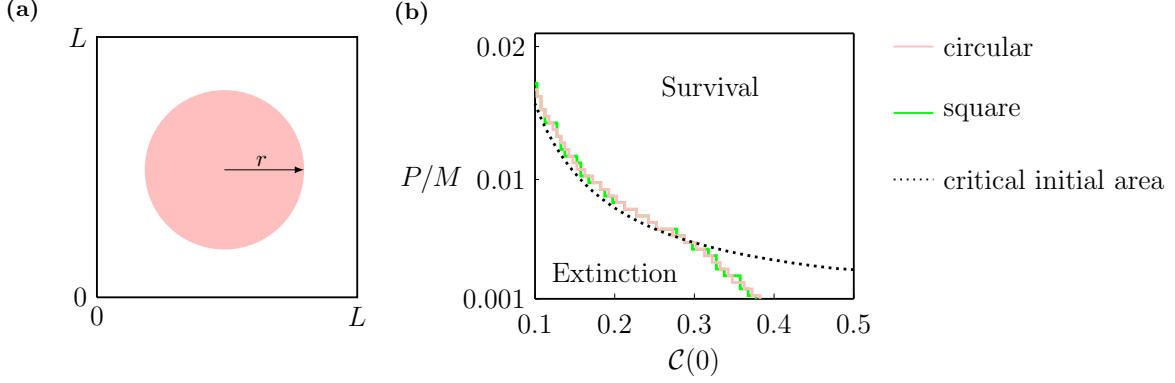 (a)
L
r
0
0
L
(b)
0.02
0.01
0.001
P/M
Survival
Extinction
0.1 0.2 0.3 0.4 0.5
𝒞(0)
circular
square
critical initial area